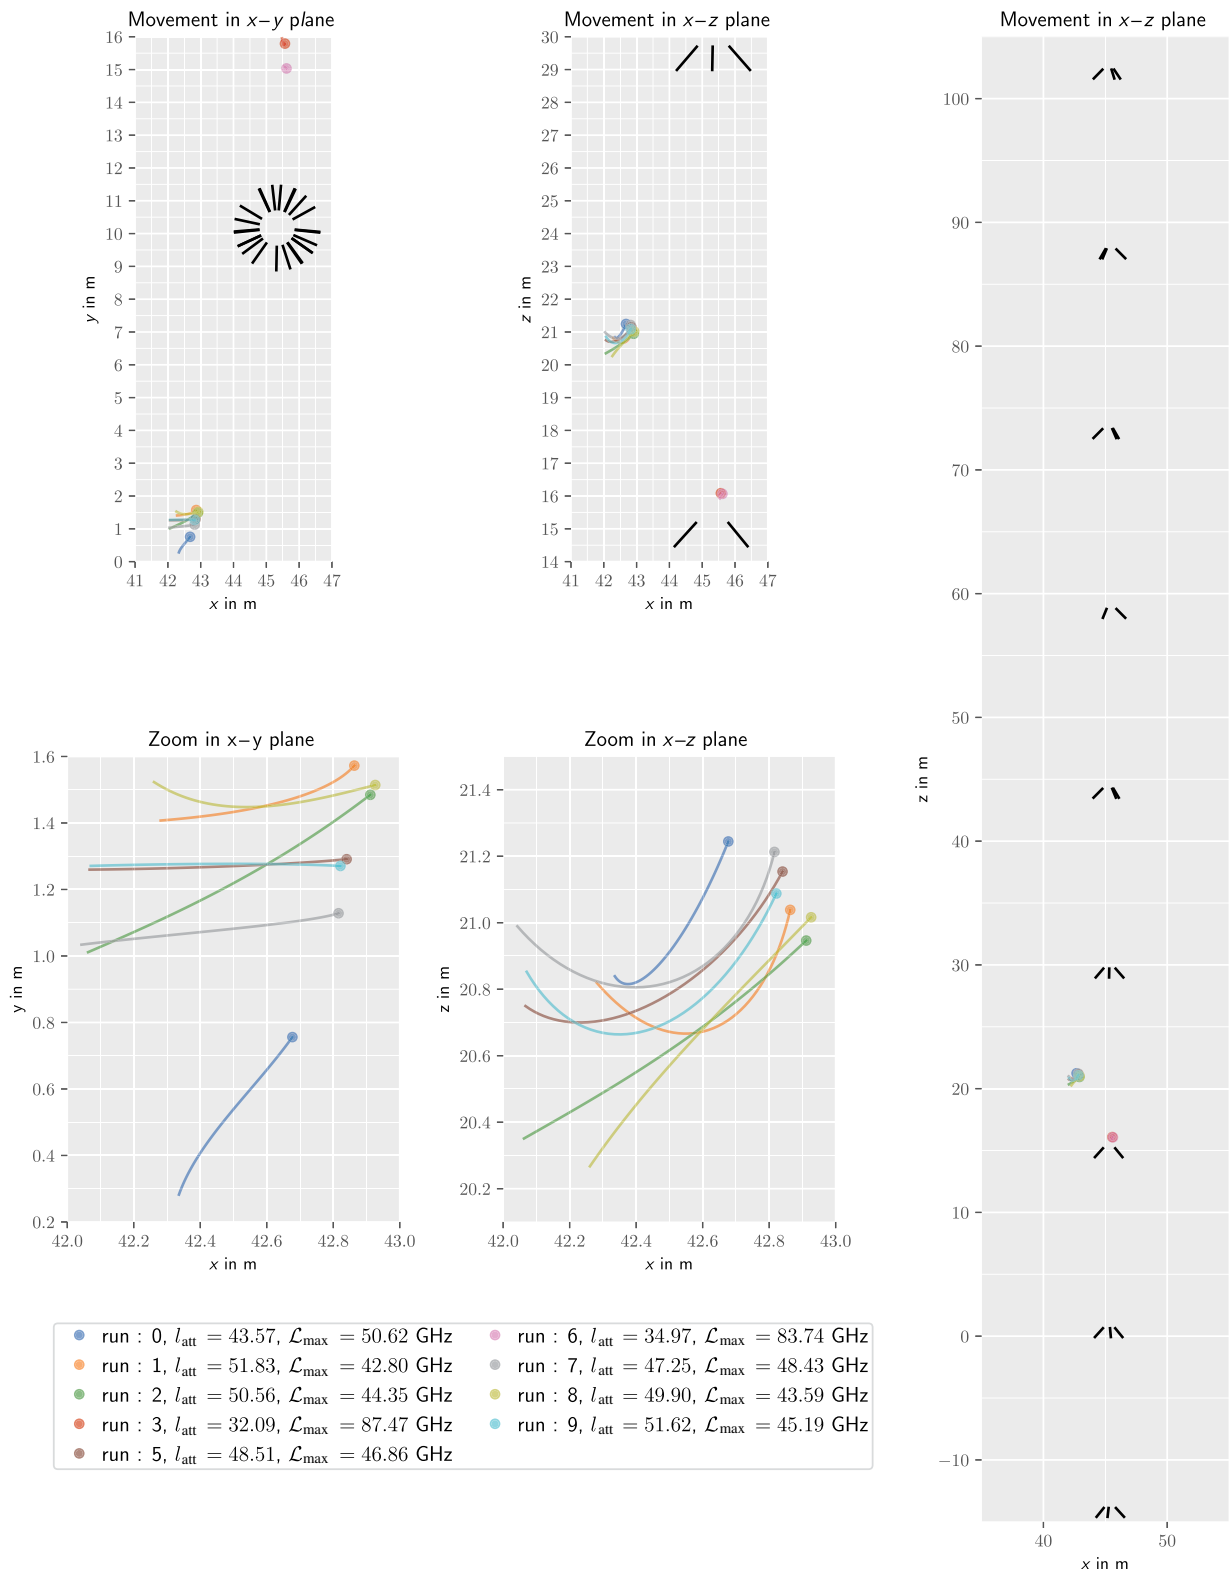 Movement in x−y plane
16
15
14
13
12
11
10
9
8
7
6
5
4
3
2
1
0
y in m
41 42 43 44 45 46 47
x in m
Movement in x−z plane
30
29
28
27
26
25
24
23
22
21
20
19
18
17
16
15
14
z in m
41 42 43 44 45 46 47
x in m
Movement in x−z plane
100
90
80
70
60
50
40
30
20
10
0
−10
z in m
40 50
x in m
Zoom in x−y plane
1.6
1.4
1.2
1.0
0.8
0.6
0.4
0.2
y in m
42.0 42.2 42.4 42.6 42.8 43.0
x in m
Zoom in x−z plane
21.4
21.2
21.0
20.8
20.6
20.4
20.2
z in m
42.0 42.2 42.4 42.6 42.8 43.0
x in m
run : 0, l_att = 43.57, ℒ_max = 50.62 GHz
run : 1, l_att = 51.83, ℒ_max = 42.80 GHz
run : 2, l_att = 50.56, ℒ_max = 44.35 GHz
run : 3, l_att = 32.09, ℒ_max = 87.47 GHz
run : 5, l_att = 48.51, ℒ_max = 46.86 GHz
run : 6, l_att = 34.97, ℒ_max = 83.74 GHz
run : 7, l_att = 47.25, ℒ_max = 48.43 GHz
run : 8, l_att = 49.90, ℒ_max = 43.59 GHz
run : 9, l_att = 51.62, ℒ_max = 45.19 GHz